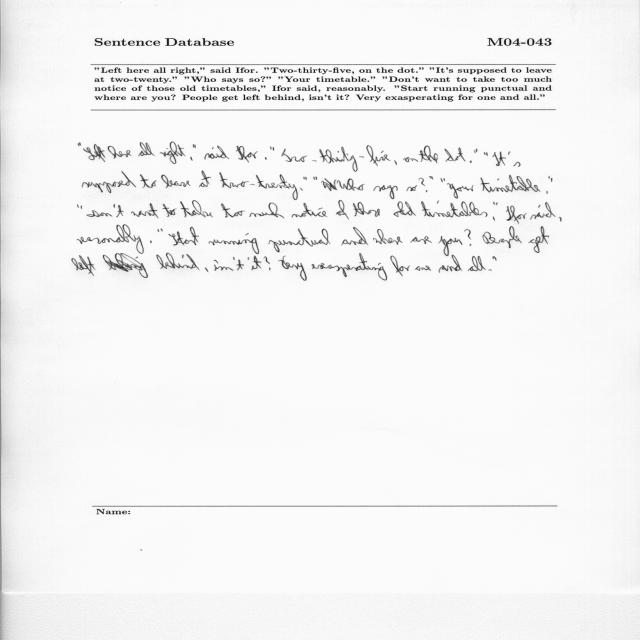 Sentence Database M04-043
"Left here all right," said Ifor. "Two-thirty-five, on the dot." "It's supposed to leave
at two-twenty." "Who says so?" "Your timetable." "Don't want to take too much
notice of those old timetables," Ifor said, reasonably. "Start running punctual and
where are you? People get left behind, isn't it? Very exasperating for one and all."
"Left here all right," said Ifor. "Two-thirty-five, on the dot." "It's
supposed to leave at two-twenty." "Who says so?" "Your timetable."
"Don't want to take too much notice of those old timetables," Ifor said,
reasonably. "Start running punctual and where are you? People get
left behind, isn't it? Very exasperating for one and all."
Name: